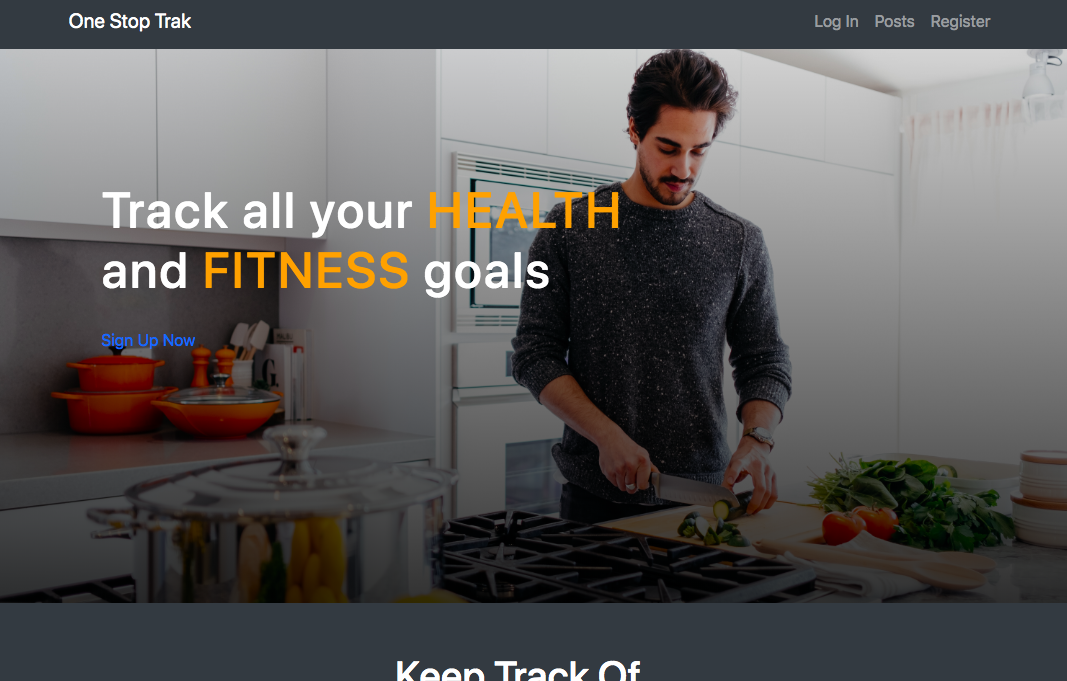 One Stop Trak
Log In Posts Register
Track all your HEALTH
and FITNESS goals
Sign Up Now
G
Keep Track Of